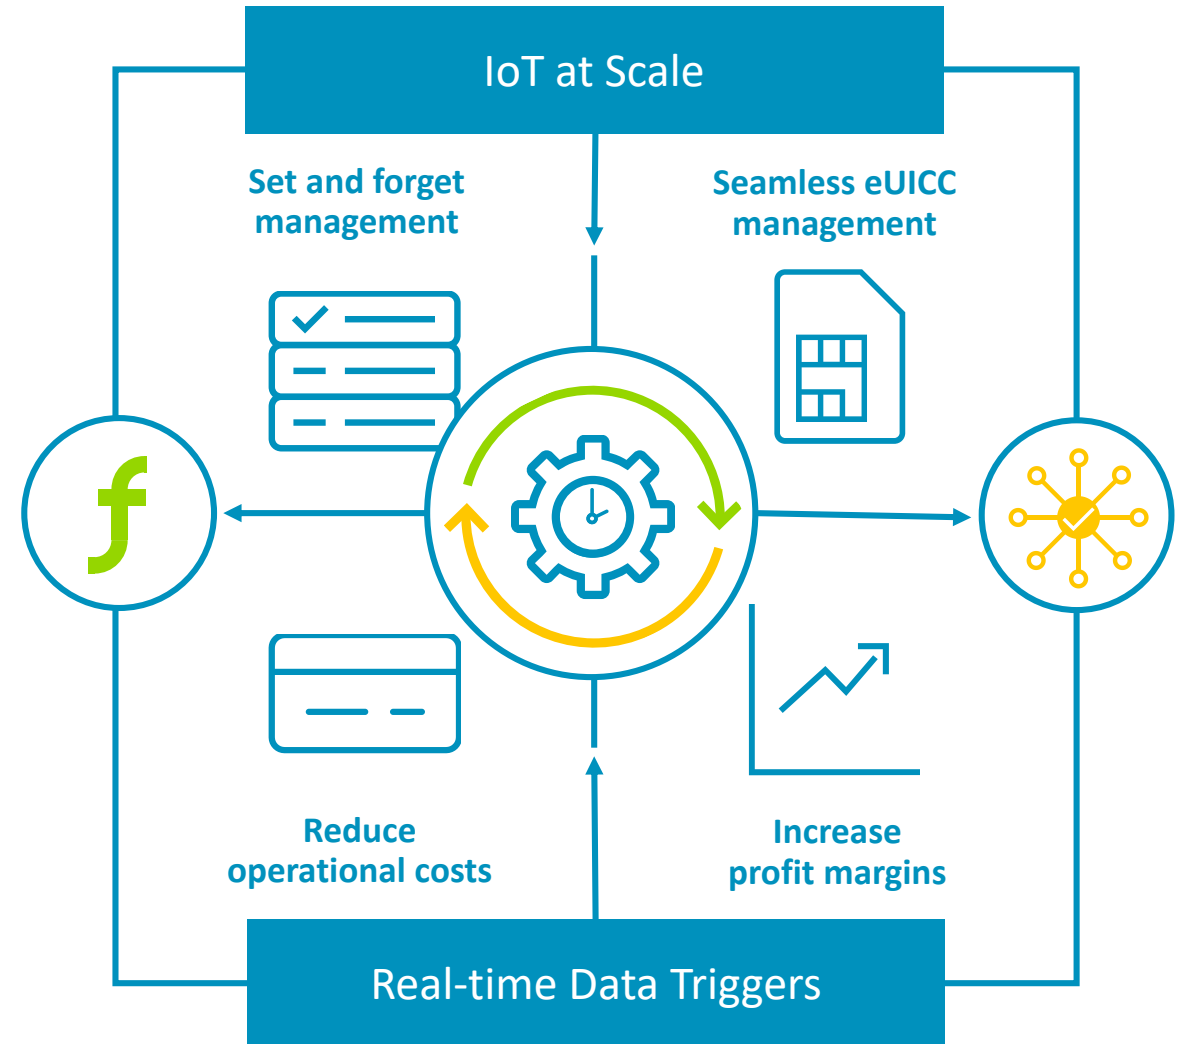 IoT at Scale
Set and forget
management
Seamless eUICC
management
f
Reduce
operational costs
Increase
profit margins
Real-time Data Triggers